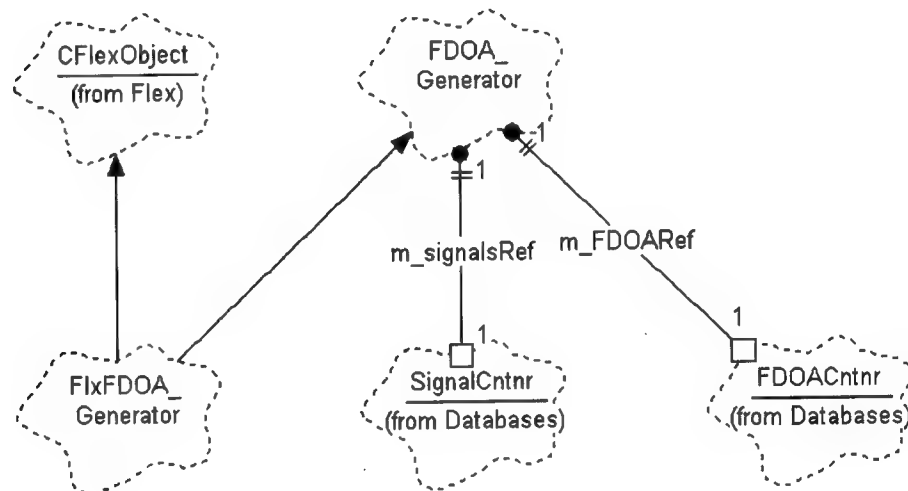 CFlexObject
(from Flex)
FDOA_
Generator
1
1
m_signalsRef
m_FDOARef
1
1
FlxFDOA_
Generator
SignalCntnr
(from Databases)
FDOACntnr
(from Databases)